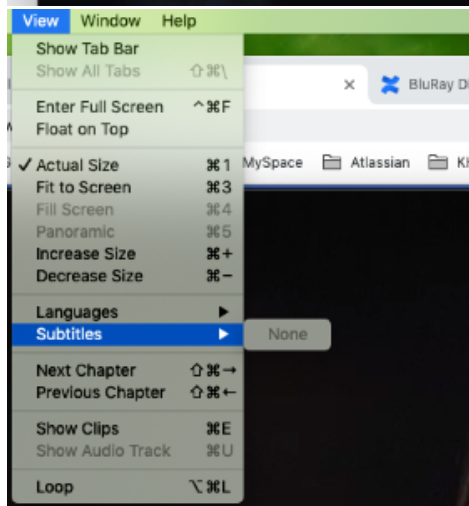 View Window Help
Show Tab Bar
Show All Tabs ⇧⌘\
BluRay Di
Enter Full Screen ^⌘F
Float on Top
✓ Actual Size ⌘1
MySpace Atlassian
Fit to Screen ⌘3
Fill Screen ⌘4
Panoramic ⌘5
Increase Size ⌘+
Decrease Size ⌘−
Languages ▶
Subtitles ▶ None
Next Chapter ⇧⌘→
Previous Chapter ⇧⌘←
Show Clips ⌘E
Show Audio Track ⌘U
Loop ⌥⌘L